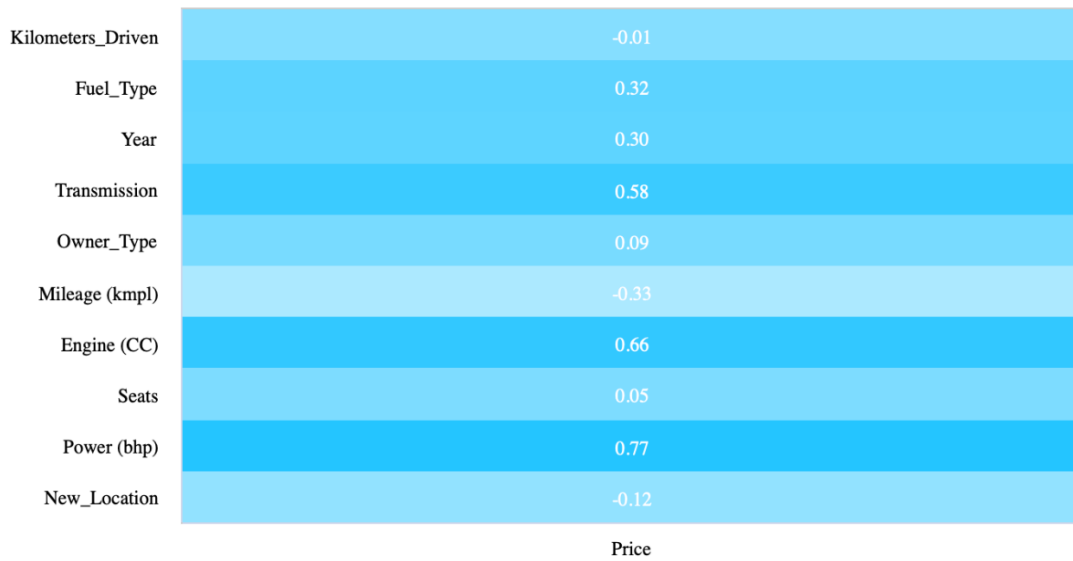 Kilometers_Driven -0.01
Fuel_Type 0.32
Year 0.30
Transmission 0.58
Owner_Type 0.09
Mileage (kmpl) -0.33
Engine (CC) 0.66
Seats 0.05
Power (bhp) 0.77
New_Location -0.12
Price